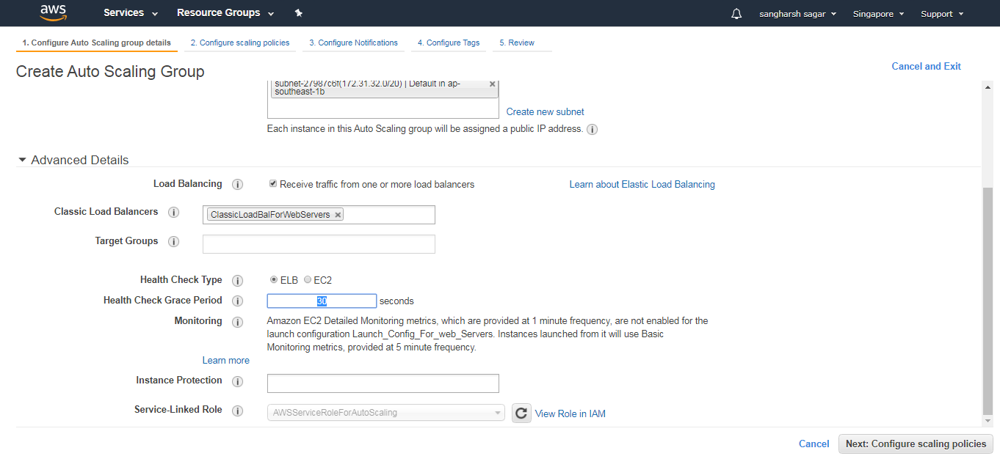 aws Services Resource Groups sangharsh sagar Singapore Support
1. Configure Auto Scaling group details 2. Configure scaling policies 3. Configure Notifications 4. Configure Tags 5. Review
Create Auto Scaling Group
Cancel and Exit
subnet-27987c6f(172.31.32.0/20) | Default in ap-
southeast-1b
Create new subnet
Each instance in this Auto Scaling group will be assigned a public IP address.
Advanced Details
Load Balancing Receive traffic from one or more load balancers Learn about Elastic Load Balancing
Classic Load Balancers ClassicLoadBalForWebServers
Target Groups
Health Check Type ELB EC2
Health Check Grace Period 30 seconds
Monitoring Amazon EC2 Detailed Monitoring metrics, which are provided at 1 minute frequency, are not enabled for the
launch configuration Launch_Config_For_web_Servers. Instances launched from it will use Basic
Monitoring metrics, provided at 5 minute frequency.
Learn more
Instance Protection
Service-Linked Role AWSServiceRoleForAutoScaling View Role in IAM
Cancel Next: Configure scaling policies